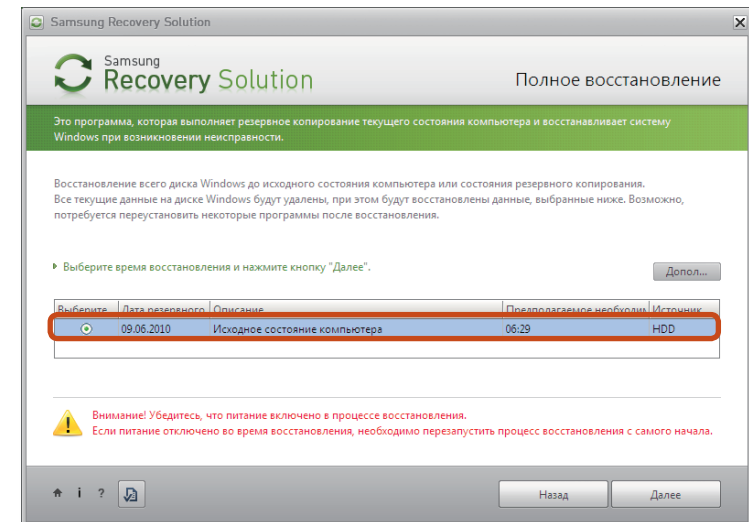 Samsung Recovery Solution
Samsung
Recovery Solution
Полное восстановление
Это программа, которая выполняет резервное копирование текущего состояния компьютера и восстанавливает систему
Windows при возникновении неисправности.
Восстановление всего диска Windows до исходного состояния компьютера или состояния резервного копирования.
Все текущие данные на диске Windows будут удалены, при этом будут восстановлены данные, выбранные ниже. Возможно,
потребуется переустановить некоторые программы после восстановления.
Выберите время восстановления и нажмите кнопку "Далее".
Допол...
Выберите Дата резервного Описание Предполагаемое необходим Источник
09.06.2010 Исходное состояние компьютера 06:29 HDD
Внимание! Убедитесь, что питание включено в процессе восстановления.
Если питание отключено во время восстановления, необходимо перезапустить процесс восстановления с самого начала.
i ?
Назад
Далее